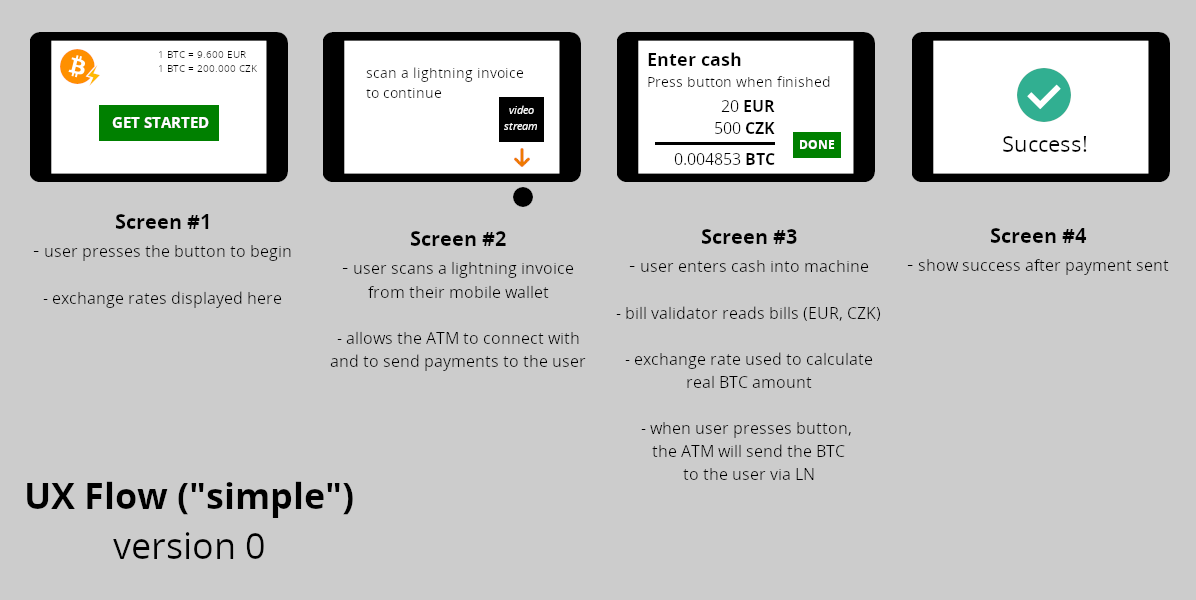 1 BTC = 9.600 EUR
1 BTC = 200.000 CZK
GET STARTED
Screen #1
- user presses the button to begin
- exchange rates displayed here
scan a lightning invoice
to continue
video
stream
Screen #2
- user scans a lightning invoice
from their mobile wallet
- allows the ATM to connect with
and to send payments to the user
Enter cash
Press button when finished
20 EUR
500 CZK
0.004853 BTC
DONE
Screen #3
- user enters cash into machine
- bill validator reads bills (EUR, CZK)
- exchange rate used to calculate
real BTC amount
- when user presses button,
the ATM will send the BTC
to the user via LN
Success!
Screen #4
- show success after payment sent
UX Flow ("simple")
version 0